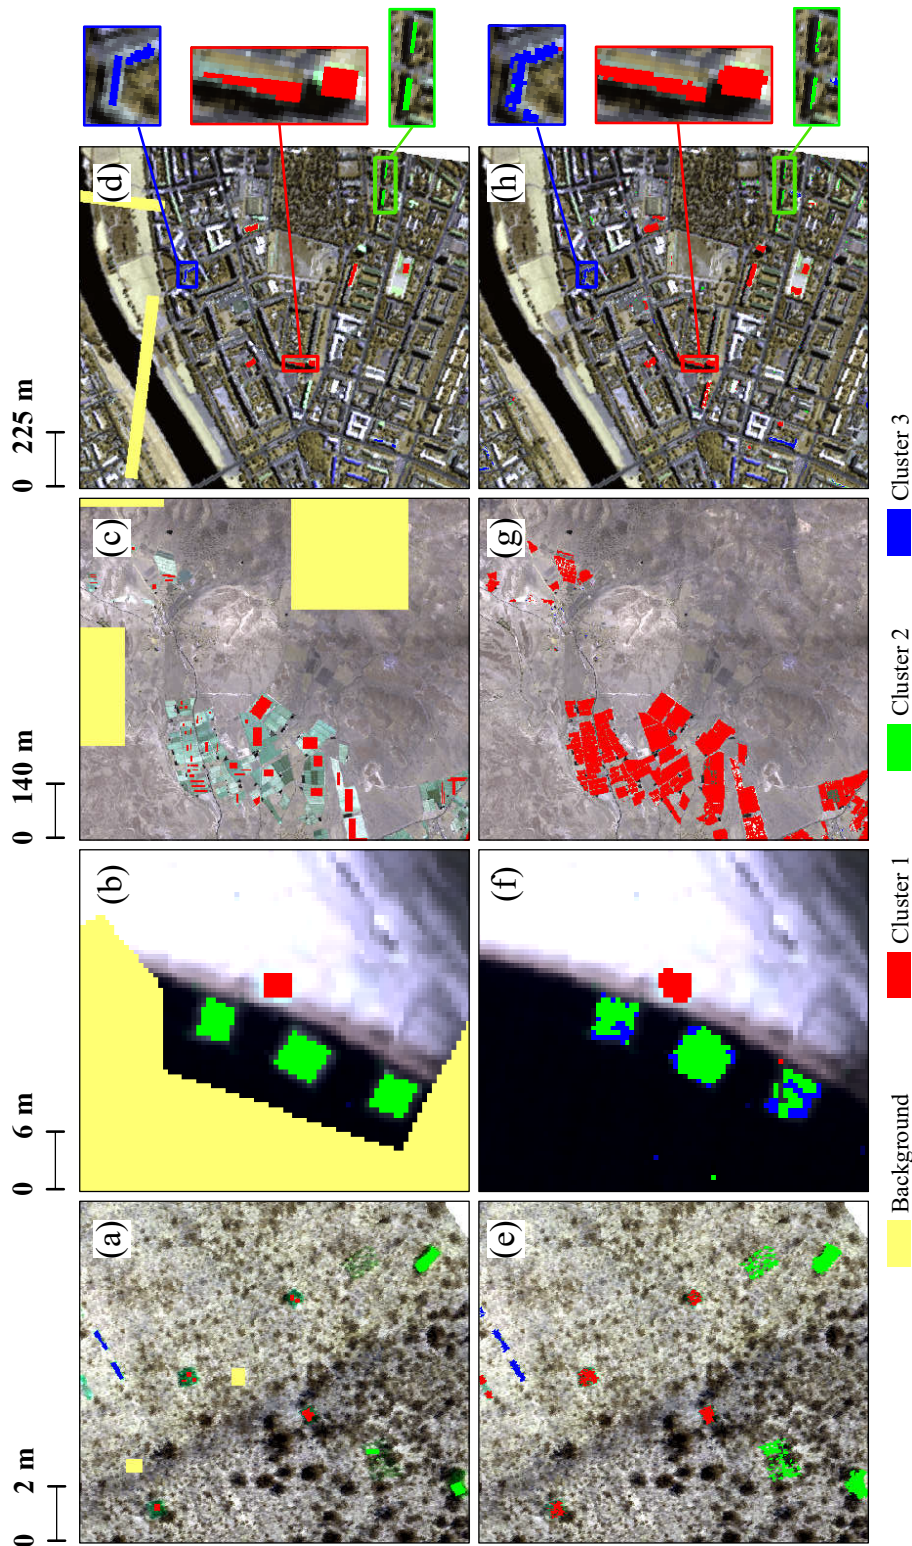 0 2 m
0 6 m
0 140 m
0 225 m
(a)
(b)
(c)
(d)
(e)
(f)
(g)
(h)
Background
Cluster 1
Cluster 2
Cluster 3